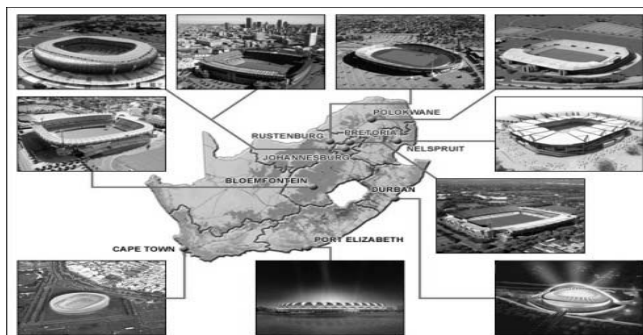 POLOKWANE
RUSTENBURG
PRETORIA
NELSPRUIT
JOHANNESBURG
BLOEMFONTEIN
DURBAN
PORT ELIZABETH
CAPE TOWN